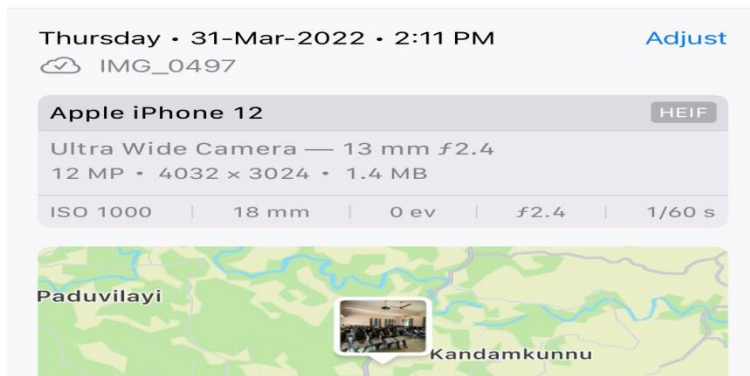 Thursday • 31-Mar-2022 • 2:11 PM Adjust
IMG_0497
Apple iPhone 12 HEIF
Ultra Wide Camera — 13 mm ƒ2.4
12 MP • 4032 × 3024 • 1.4 MB
ISO 1000 | 18 mm | 0 ev | ƒ2.4 | 1/60 s
Paduvilayi
Kandamkunnu